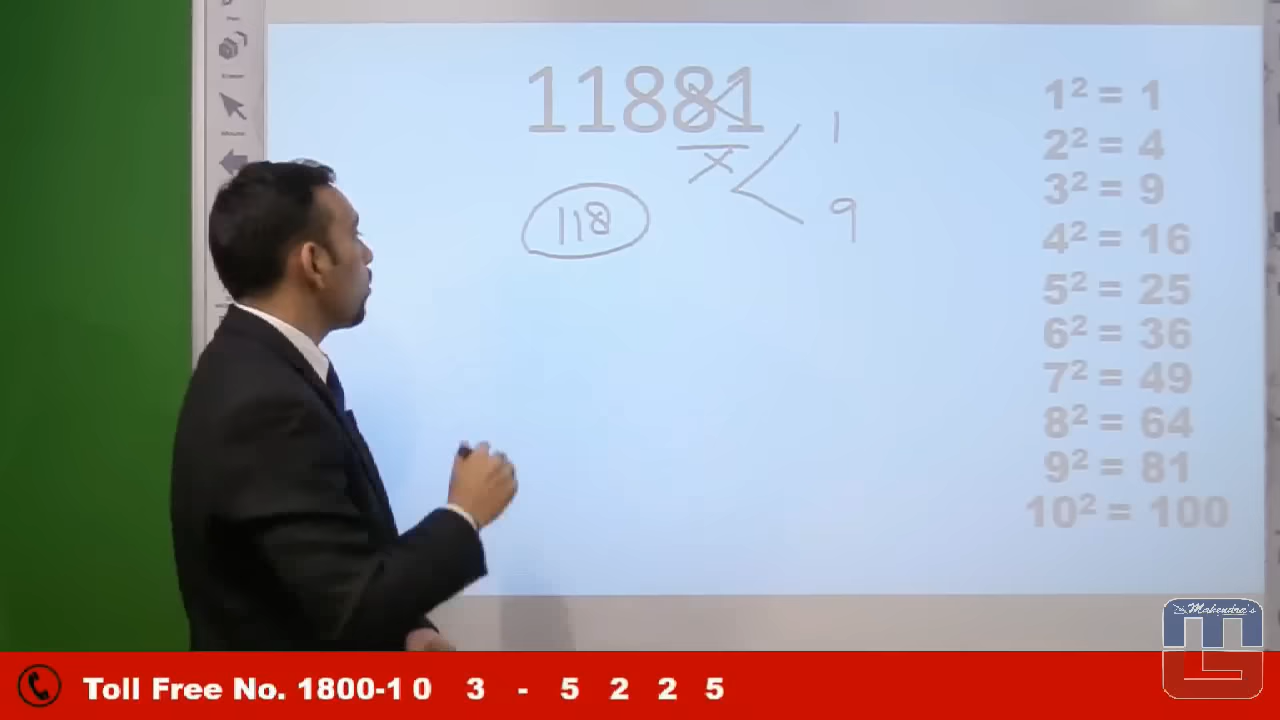 11881
x
1
9
118
1² = 1
2² = 4
3² = 9
4² = 16
5² = 25
6² = 36
7² = 49
8² = 64
9² = 81
10² = 100
Mahendra's
Toll Free No. 1800-10 3 - 5 2 2 5